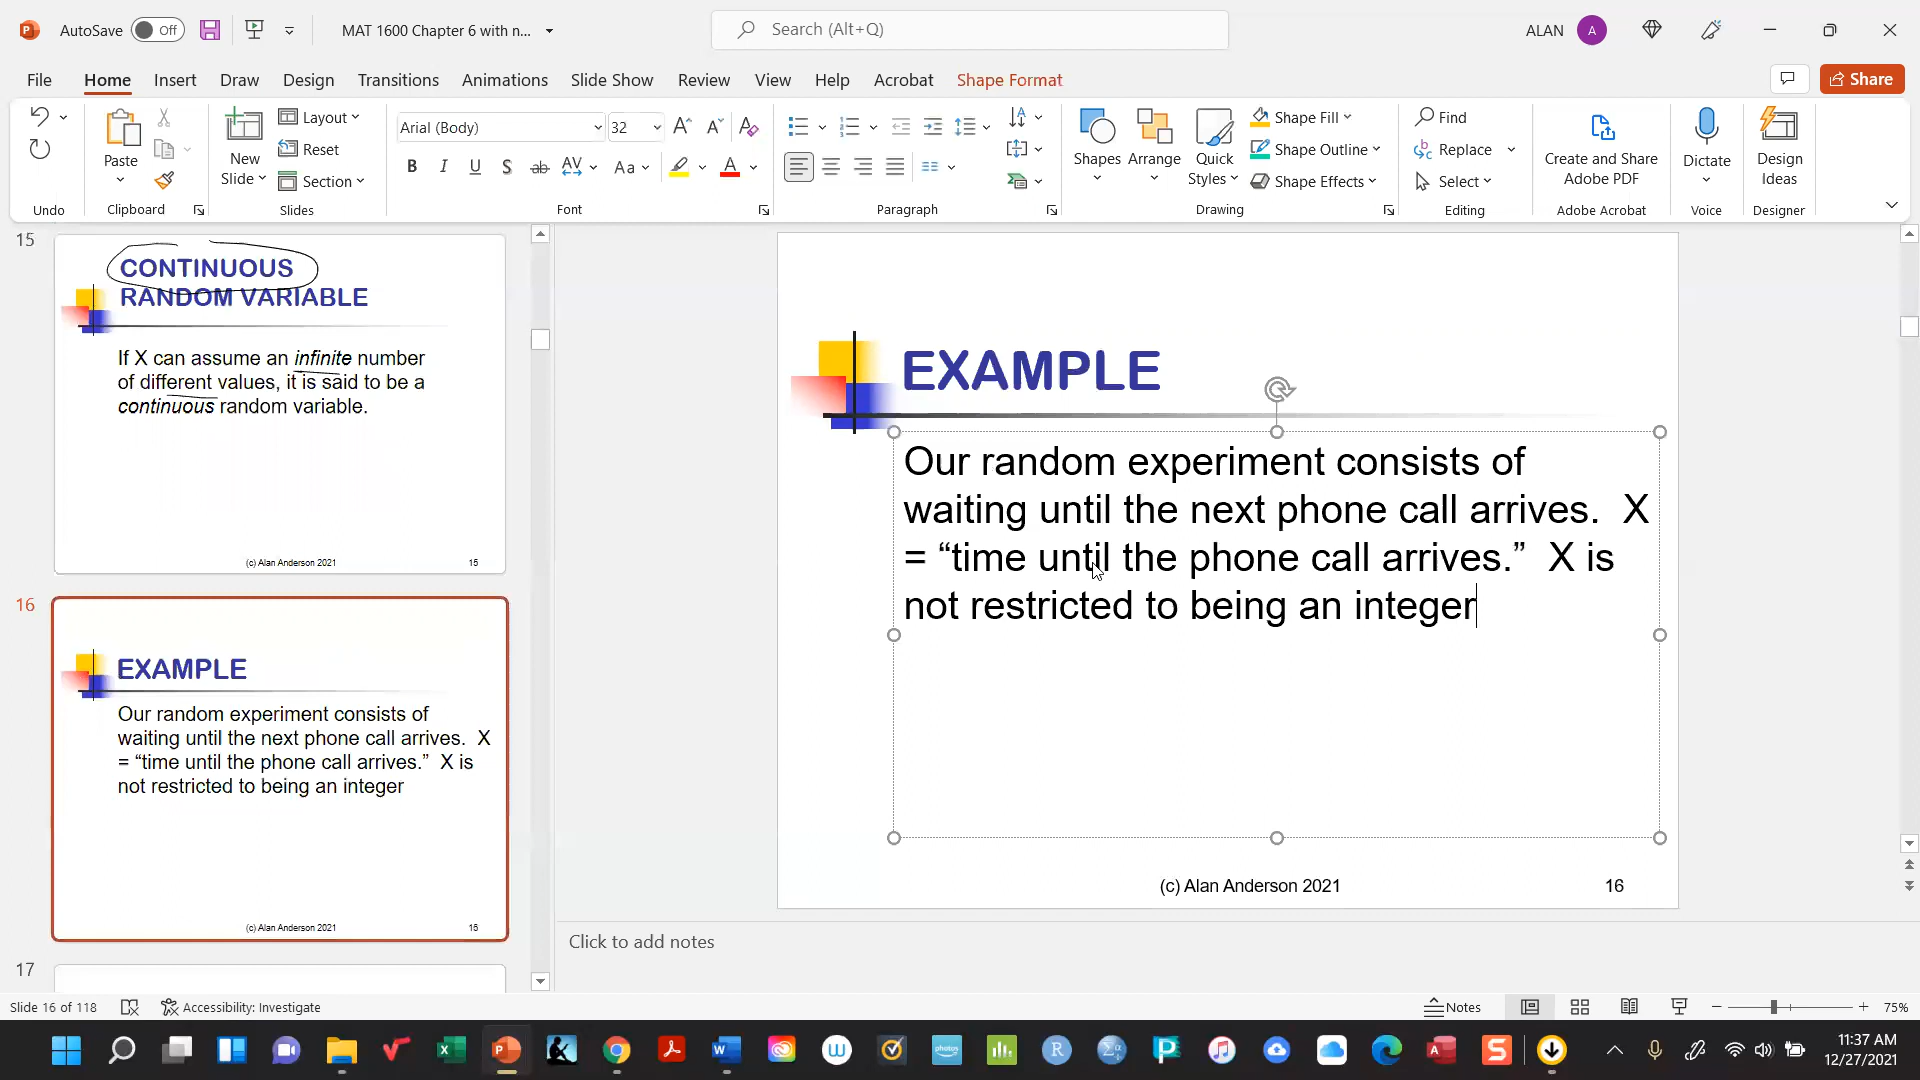 AutoSave Off
MAT 1600 Chapter 6 with n...
Search (Alt+Q)
ALAN A
File Home Insert Draw Design Transitions Animations Slide Show Review View Help Acrobat Shape Format Share
Paste
New
Slide
Layout
Reset
Section
Arial (Body) 32
Shapes
Arrange
Quick
Styles
Shape Fill
Shape Outline
Shape Effects
Find
Replace
Select
Create and Share
Adobe PDF
Dictate
Design
Ideas
Undo Clipboard Slides Font Paragraph Drawing Editing Adobe Acrobat Voice Designer
15
CONTINUOUS
RANDOM VARIABLE
If X can assume an infinite number
of different values, it is said to be a
continuous random variable.
(c) Alan Anderson 2021 15
16
EXAMPLE
Our random experiment consists of
waiting until the next phone call arrives.  X
= “time until the phone call arrives.”  X is
not restricted to being an integer
(c) Alan Anderson 2021 15
17
EXAMPLE
Our random experiment consists of
waiting until the next phone call arrives.  X
= “time until the phone call arrives.”  X is
not restricted to being an integer
(c) Alan Anderson 2021 16
Click to add notes
Slide 16 of 118 Accessibility: Investigate Notes 75%
11:37 AM
12/27/2021